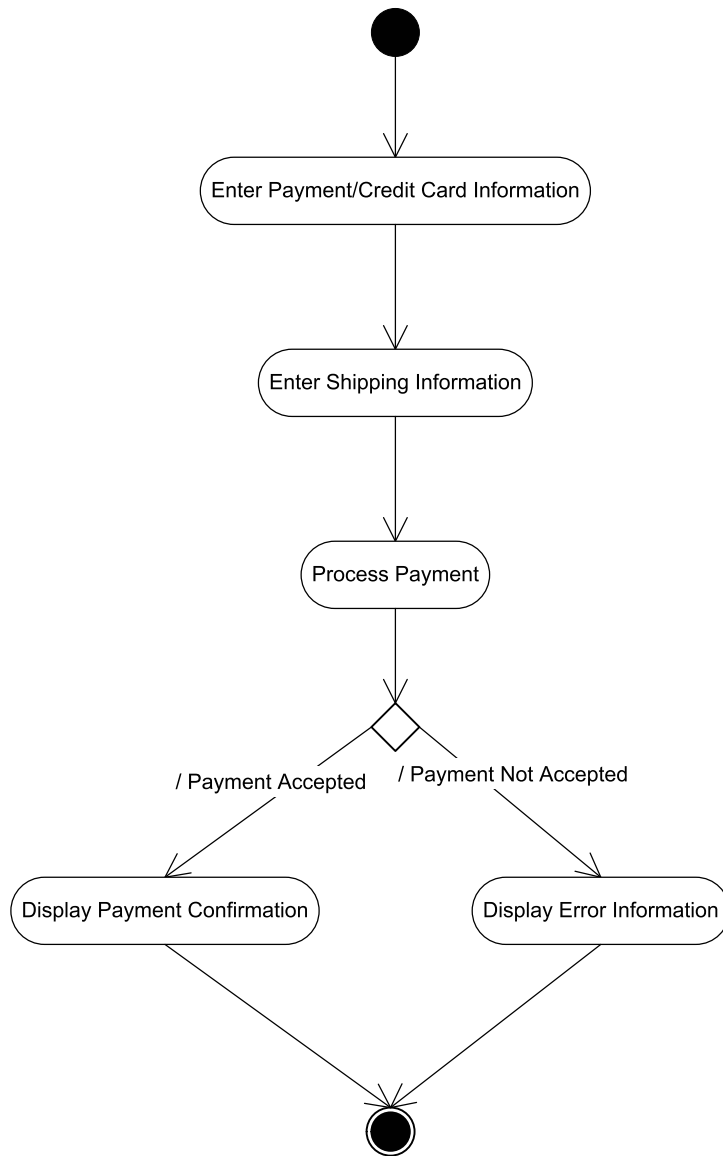 Enter Payment/Credit Card Information
Enter Shipping Information
Process Payment
/ Payment Accepted
/ Payment Not Accepted
Display Payment Confirmation
Display Error Information